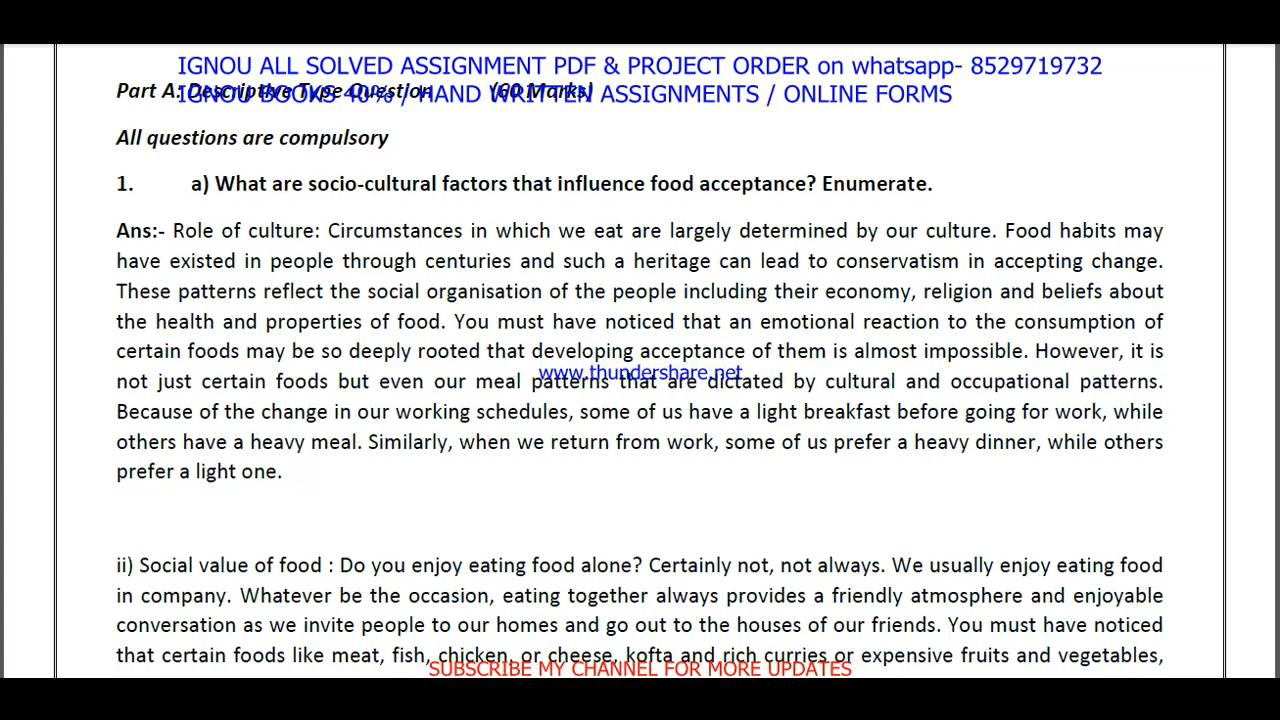 IGNOU ALL SOLVED ASSIGNMENT PDF & PROJECT ORDER on whatsapp- 8529719732
Part A: Descriptive Type Question (60 Marks)
IGNOU BOOKS 40% / HAND WRITTEN ASSIGNMENTS / ONLINE FORMS
All questions are compulsory
1. a) What are socio-cultural factors that influence food acceptance? Enumerate.
Ans:- Role of culture: Circumstances in which we eat are largely determined by our culture. Food habits may
have existed in people through centuries and such a heritage can lead to conservatism in accepting change.
These patterns reflect the social organisation of the people including their economy, religion and beliefs about
the health and properties of food. You must have noticed that an emotional reaction to the consumption of
certain foods may be so deeply rooted that developing acceptance of them is almost impossible. However, it is
www.thundershare.net
not just certain foods but even our meal patterns that are dictated by cultural and occupational patterns.
Because of the change in our working schedules, some of us have a light breakfast before going for work, while
others have a heavy meal. Similarly, when we return from work, some of us prefer a heavy dinner, while others
prefer a light one.
ii) Social value of food : Do you enjoy eating food alone? Certainly not, not always. We usually enjoy eating food
in company. Whatever be the occasion, eating together always provides a friendly atmosphere and enjoyable
conversation as we invite people to our homes and go out to the houses of our friends. You must have noticed
that certain foods like meat, fish, chicken, or cheese, kofta and rich curries or expensive fruits and vegetables,
SUBSCRIBE MY CHANNEL FOR MORE UPDATES